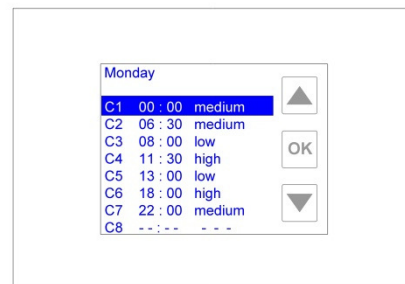 Monday
C1 00 : 00 medium
C2 06 : 30 medium
C3 08 : 00 low
C4 11 : 30 high
C5 13 : 00 low
C6 18 : 00 high
C7 22 : 00 medium
C8 - - : - - - - -
OK